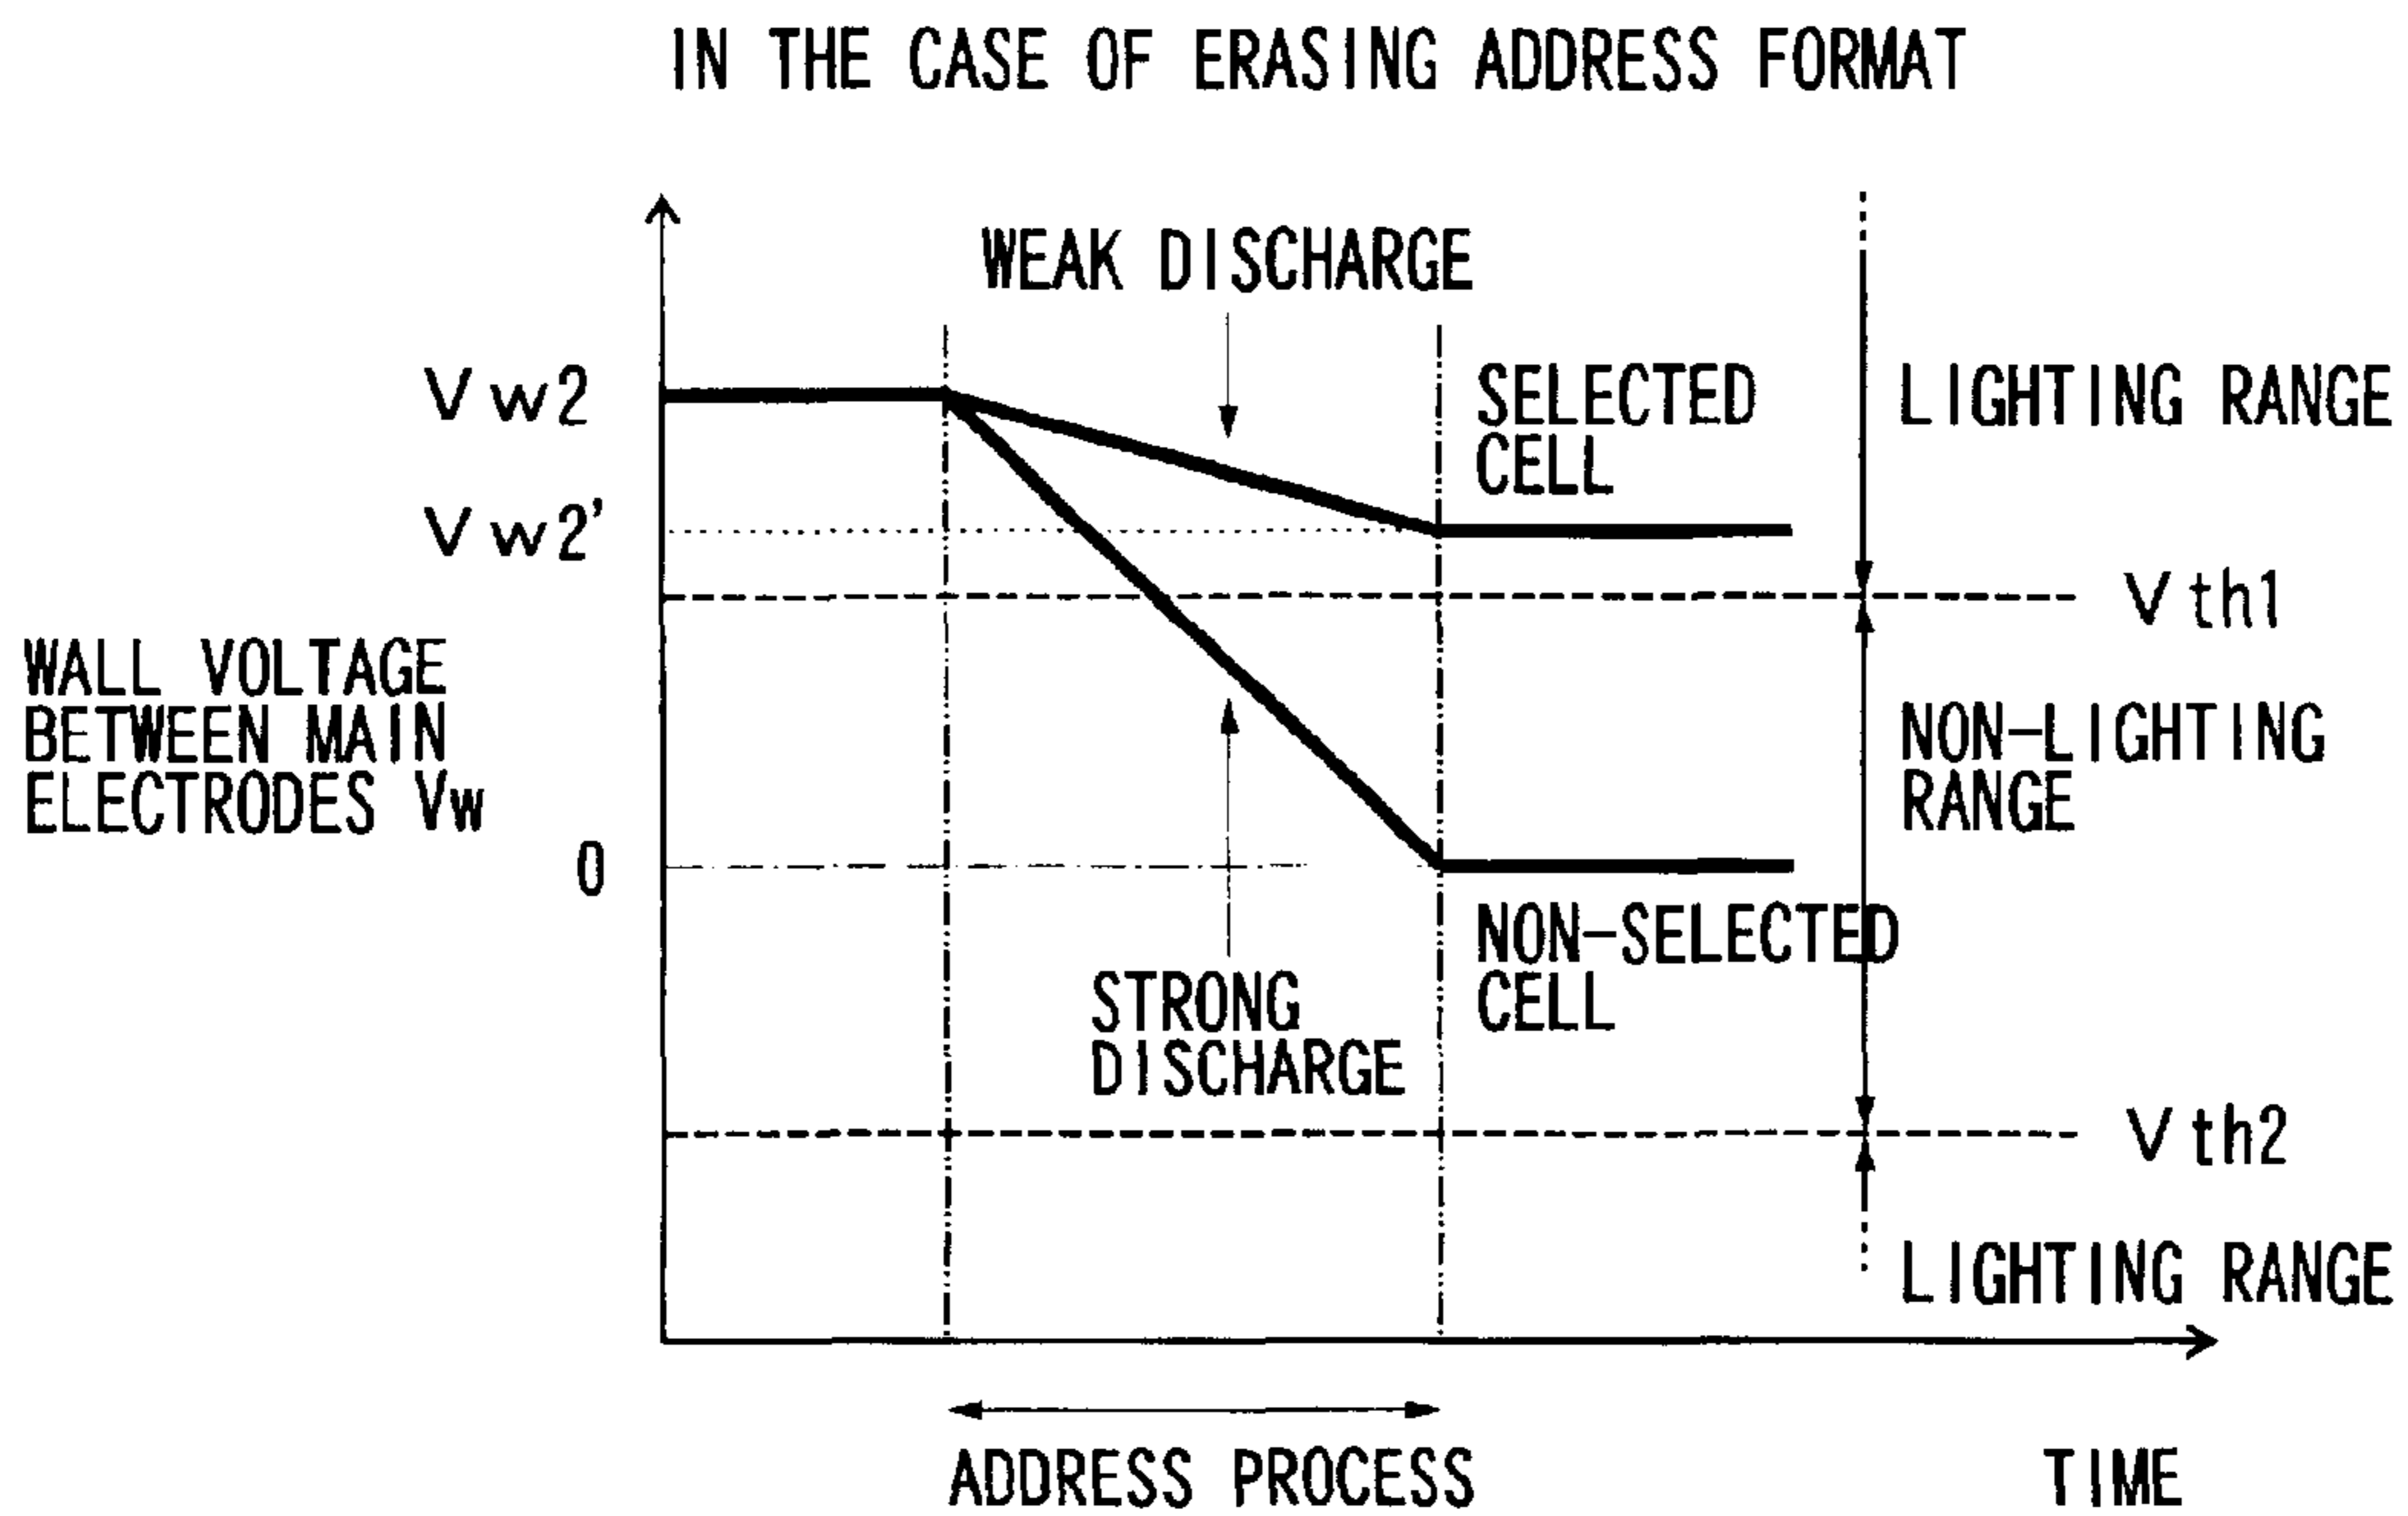 IN THE CASE OF ERASING ADDRESS FORMAT
WEAK DISCHARGE
Vw2
SELECTED
CELL
LIGHTING RANGE
Vw2'
Vth1
WALL VOLTAGE
BETWEEN MAIN
ELECTRODES Vw
NON-LIGHTING
RANGE
0
NON-SELECTED
CELL
STRONG
DISCHARGE
Vth2
LIGHTING RANGE
ADDRESS PROCESS
TIME